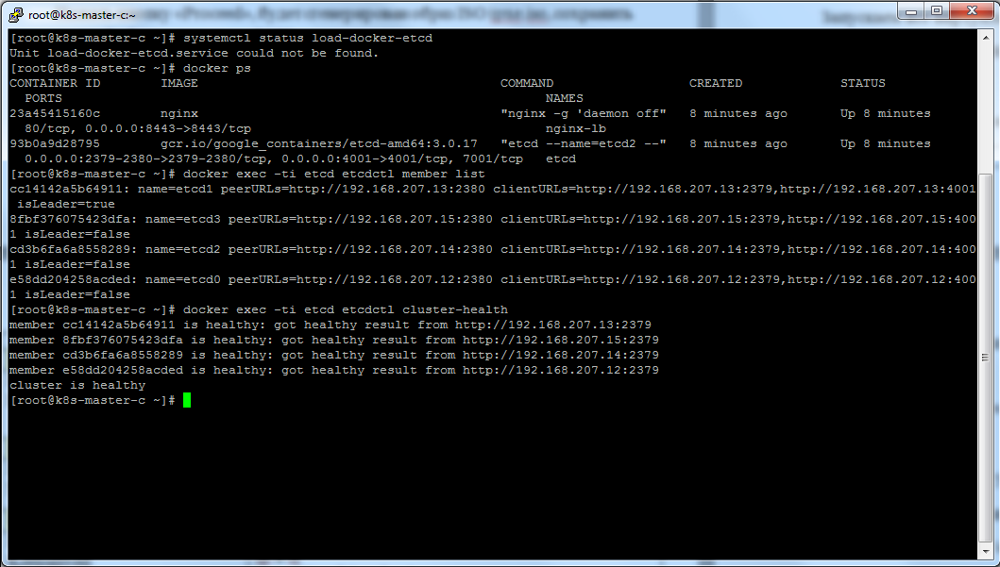 root@k8s-master-c:~
[root@k8s-master-c ~]# systemctl status load-docker-etcd
Unit load-docker-etcd.service could not be found.
[root@k8s-master-c ~]# docker ps
CONTAINER ID        IMAGE                                        COMMAND                  CREATED             STATUS
  PORTS                                                                NAMES
23a45415160c        nginx                                        "nginx -g 'daemon off"   8 minutes ago       Up 8 minutes
  80/tcp, 0.0.0.0:8443->8443/tcp                                       nginx-lb
93b0a9d28795        gcr.io/google_containers/etcd-amd64:3.0.17   "etcd --name=etcd2 --"   8 minutes ago       Up 8 minutes
  0.0.0.0:2379-2380->2379-2380/tcp, 0.0.0.0:4001->4001/tcp, 7001/tcp   etcd
[root@k8s-master-c ~]# docker exec -ti etcd etcdctl member list
cc14142a5b64911: name=etcd1 peerURLs=http://192.168.207.13:2380 clientURLs=http://192.168.207.13:2379,http://192.168.207.13:4001
 isLeader=true
8fbf376075423dfa: name=etcd3 peerURLs=http://192.168.207.15:2380 clientURLs=http://192.168.207.15:2379,http://192.168.207.15:400
1 isLeader=false
cd3b6fa6a8558289: name=etcd2 peerURLs=http://192.168.207.14:2380 clientURLs=http://192.168.207.14:2379,http://192.168.207.14:400
1 isLeader=false
e58dd204258acded: name=etcd0 peerURLs=http://192.168.207.12:2380 clientURLs=http://192.168.207.12:2379,http://192.168.207.12:400
1 isLeader=false
[root@k8s-master-c ~]# docker exec -ti etcd etcdctl cluster-health
member cc14142a5b64911 is healthy: got healthy result from http://192.168.207.13:2379
member 8fbf376075423dfa is healthy: got healthy result from http://192.168.207.15:2379
member cd3b6fa6a8558289 is healthy: got healthy result from http://192.168.207.14:2379
member e58dd204258acded is healthy: got healthy result from http://192.168.207.12:2379
cluster is healthy
[root@k8s-master-c ~]#